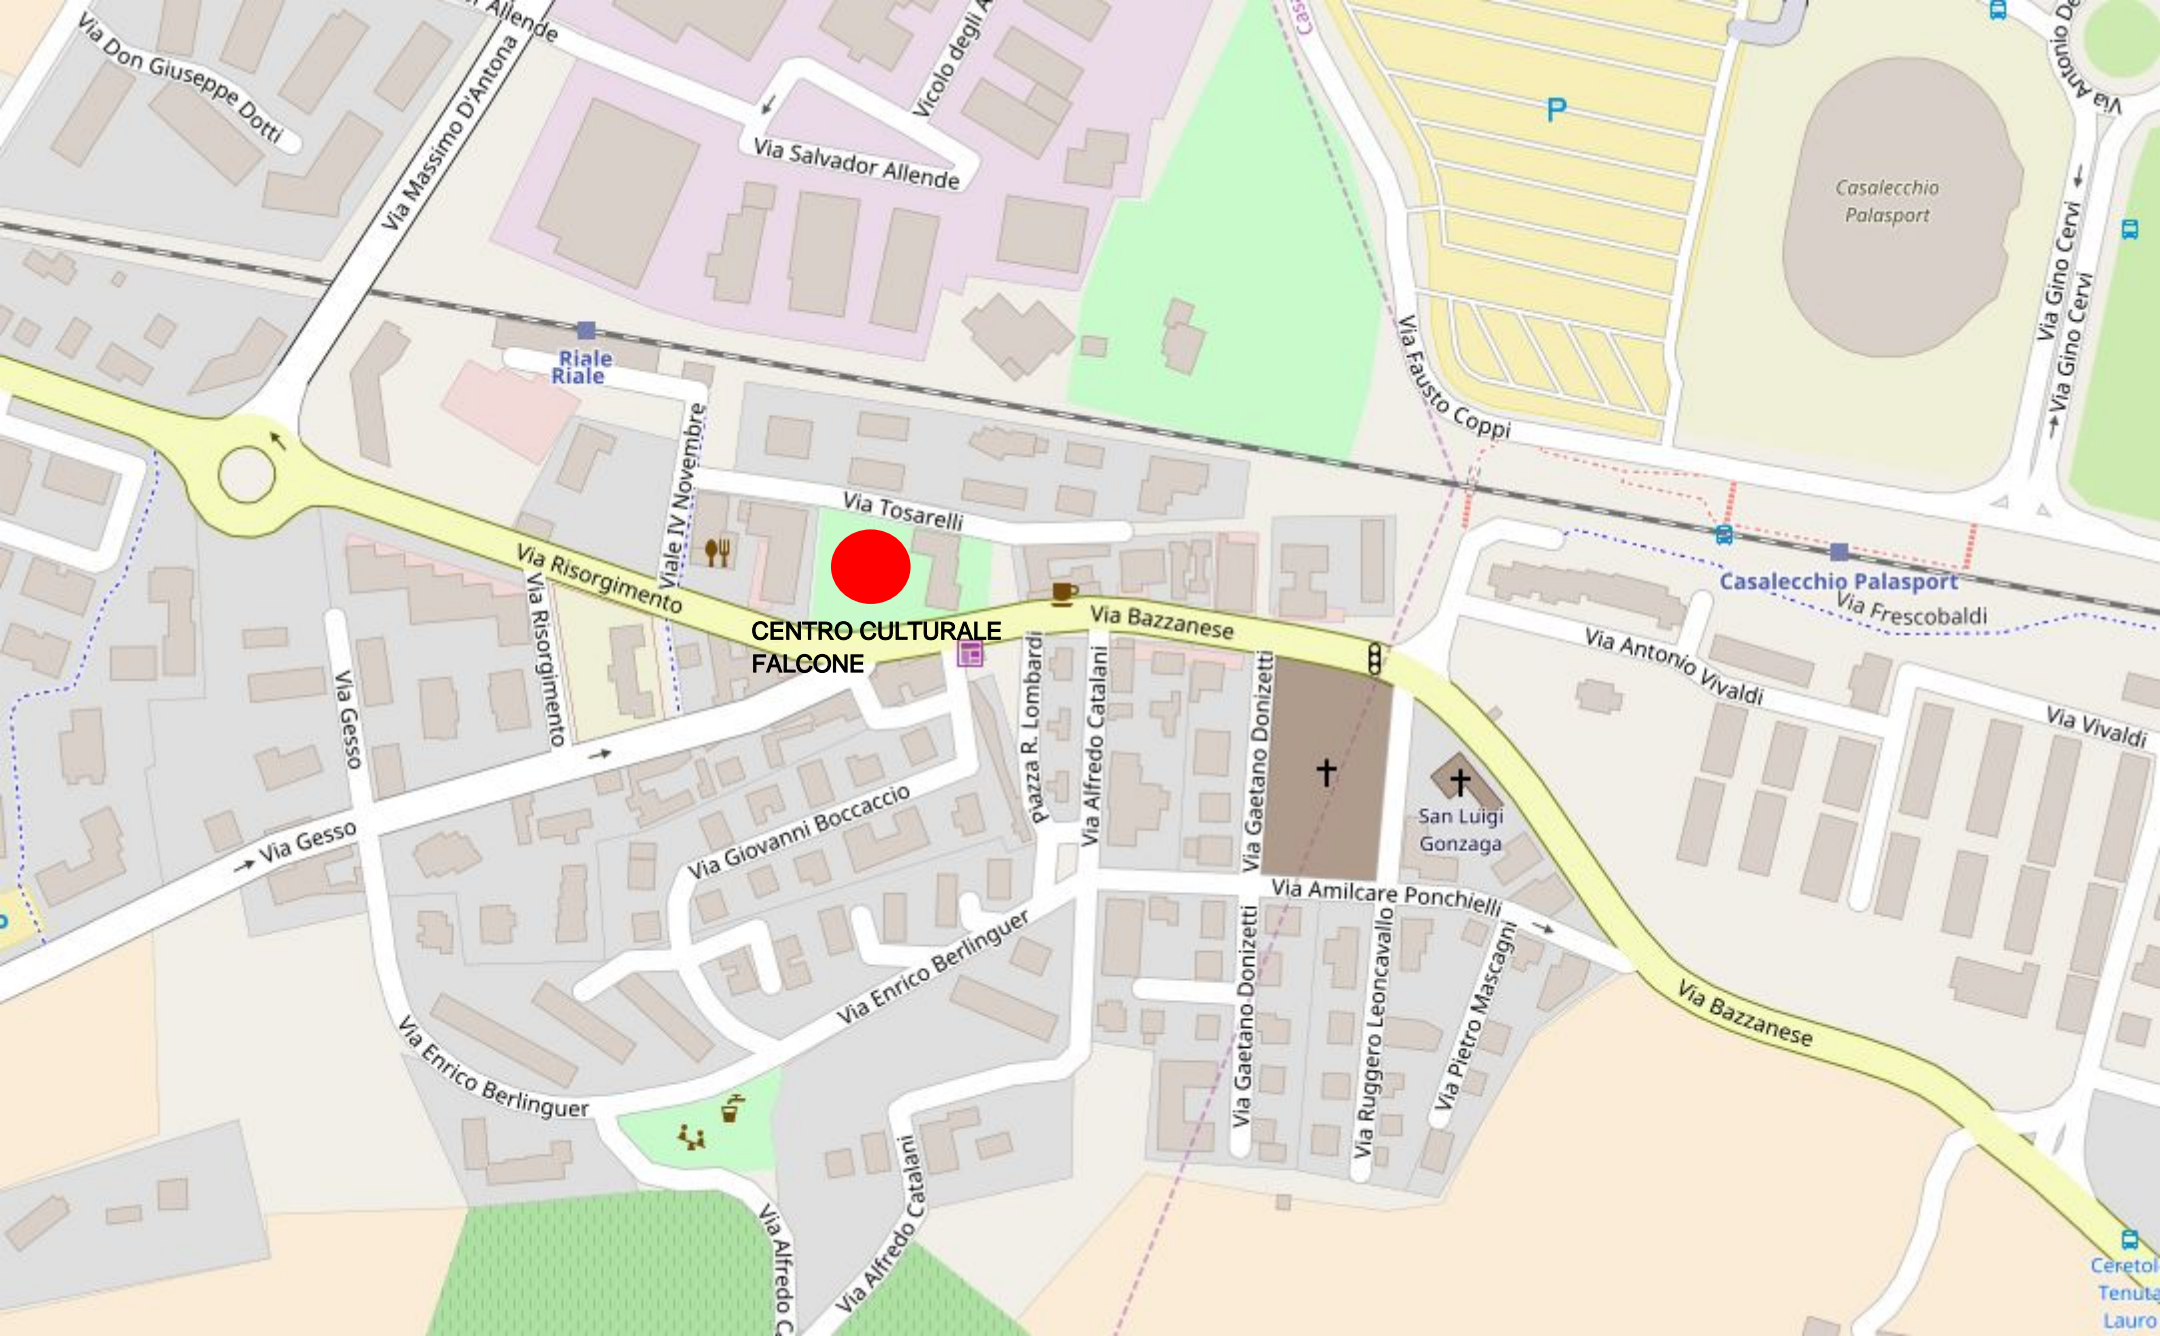 Allende
Via Don Giuseppe Dotti
Via Massimo D'Antona
Vicolo degli
Via Salvador Allende
P
Casalecchio
Palasport
Via Antonio
Via Gino Cervi
Via Gino Cervi
Via Fausto Coppi
Riale
Riale
Viale IV Novembre
Via Tosarelli
Via Risorgimento
Via Risorgimento
CENTRO CULTURALE
FALCONE
Via Bazzanese
Casalecchio Palasport
Via Frescobaldi
Via Antonio Vivaldi
Via Vivaldi
Via Gesso
Via Gesso
Piazza R. Lombardi
Via Alfredo Catalani
Via Gaetano Donizetti
San Luigi
Gonzaga
Via Giovanni Boccaccio
Via Amilcare Ponchielli
Via Enrico Berlinguer
Via Enrico Berlinguer
Via Gaetano Donizetti
Via Ruggero Leoncavallo
Via Pietro Mascagni
Via Bazzanese
Via Alfredo Catalani
Via Alfredo C
Ceretol
Tenuta
Lauro